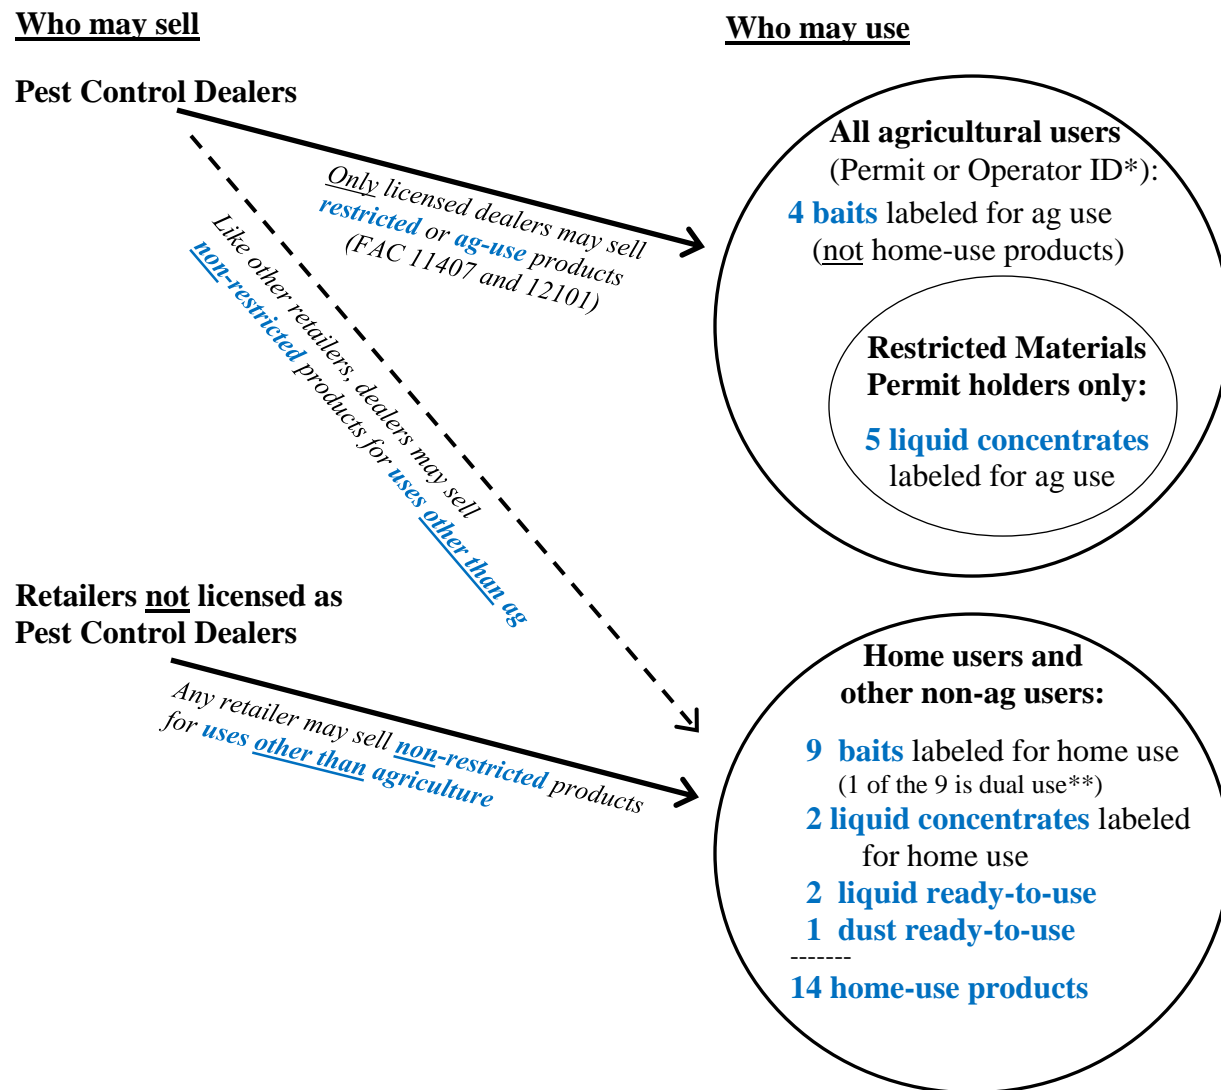 Who may sell
Who may use
Pest Control Dealers
Only licensed dealers may sell
restricted or ag-use products
(FAC 11407 and 12101)
Like other retailers, dealers may sell
non-restricted products for uses other than ag
All agricultural users
(Permit or Operator ID*):
4 baits labeled for ag use
(not home-use products)
Restricted Materials
Permit holders only:
5 liquid concentrates
labeled for ag use
Retailers not licensed as
Pest Control Dealers
Any retailer may sell non-restricted products
for uses other than agriculture
Home users and
other non-ag users:
9 baits labeled for home use
(1 of the 9 is dual use**)
2 liquid concentrates labeled
for home use
2 liquid ready-to-use
1 dust ready-to-use
-------
14 home-use products